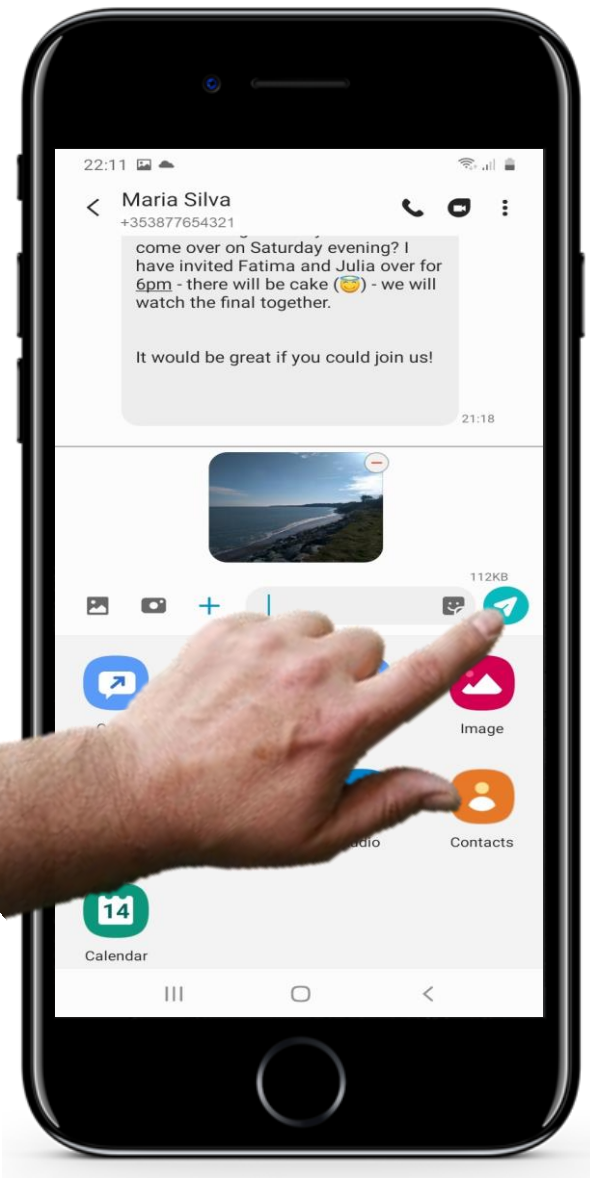 22:11
Maria Silva
+353877654321
come over on Saturday evening? I
have invited Fatima and Julia over for
6pm - there will be cake (😇) - we will
watch the final together.
It would be great if you could join us!
21:18
112KB
Image
Contacts
14
Calendar